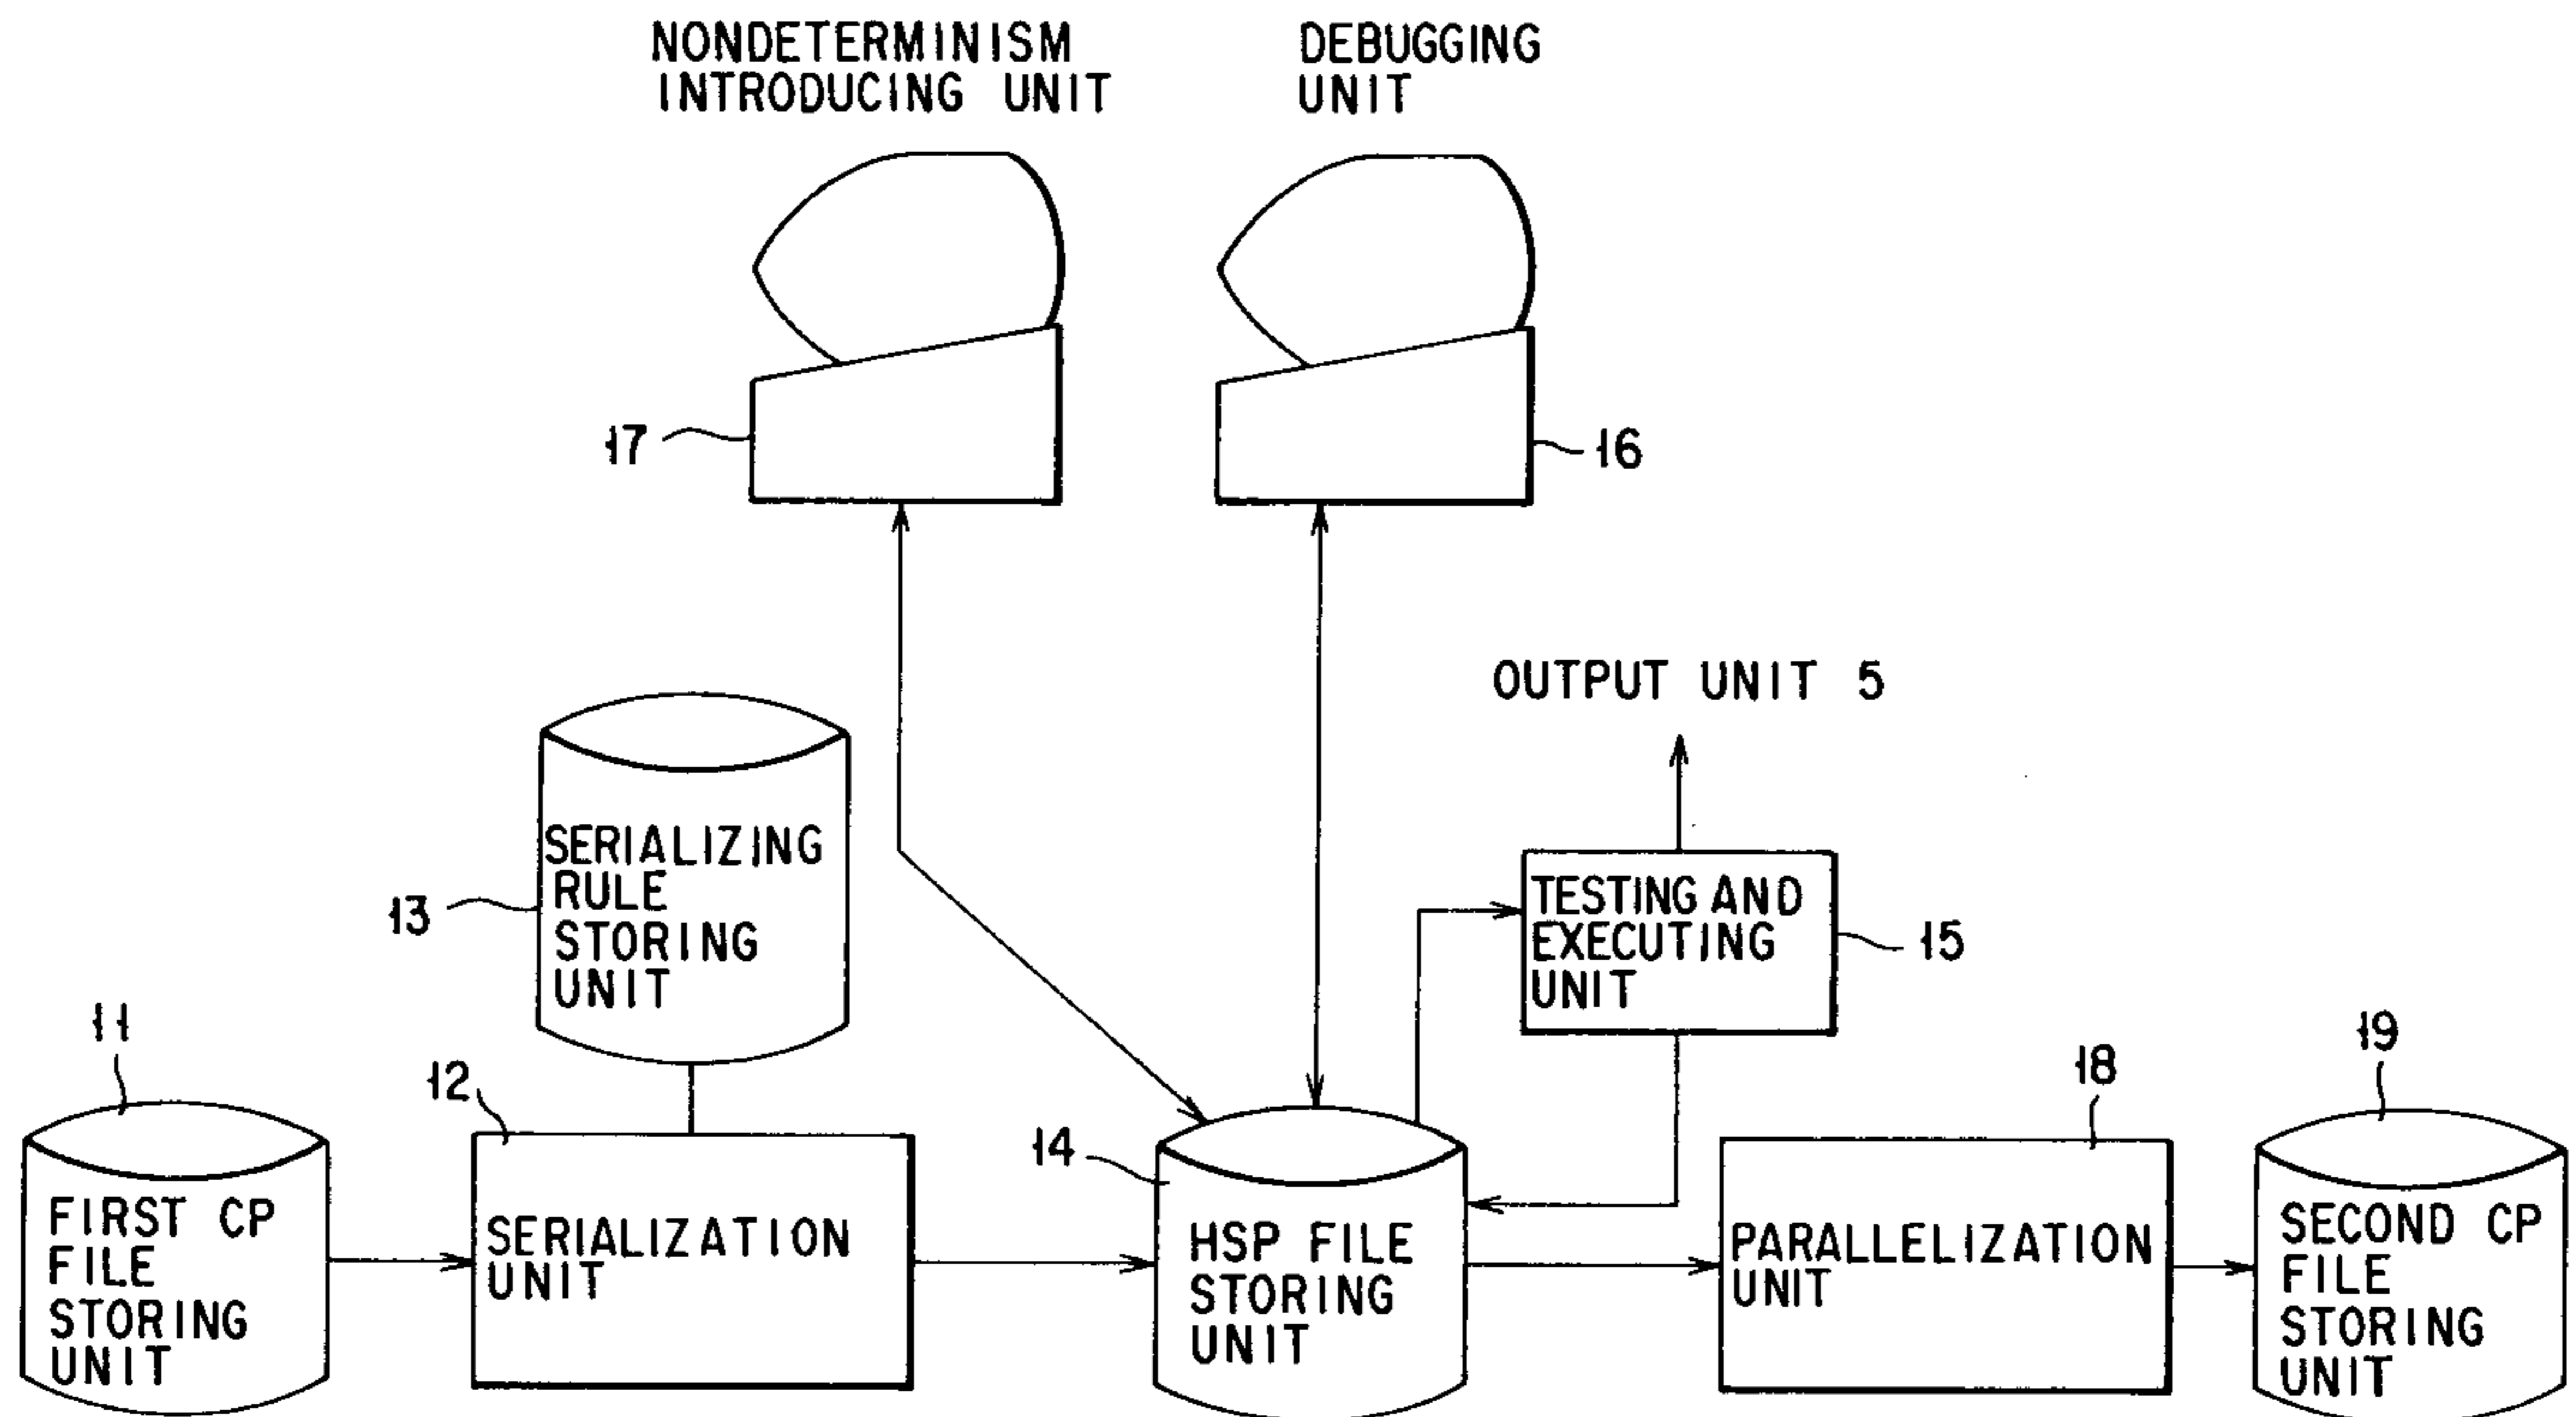 NONDETERMINISM
INTRODUCING UNIT
DEBUGGING
UNIT
17
16
OUTPUT UNIT 5
SERIALIZING
RULE
STORING
UNIT
13
TESTING AND
EXECUTING
UNIT
15
11
12
14
18
19
FIRST CP
FILE
STORING
UNIT
SERIALIZATION
UNIT
HSP FILE
STORING
UNIT
PARALLELIZATION
UNIT
SECOND CP
FILE
STORING
UNIT